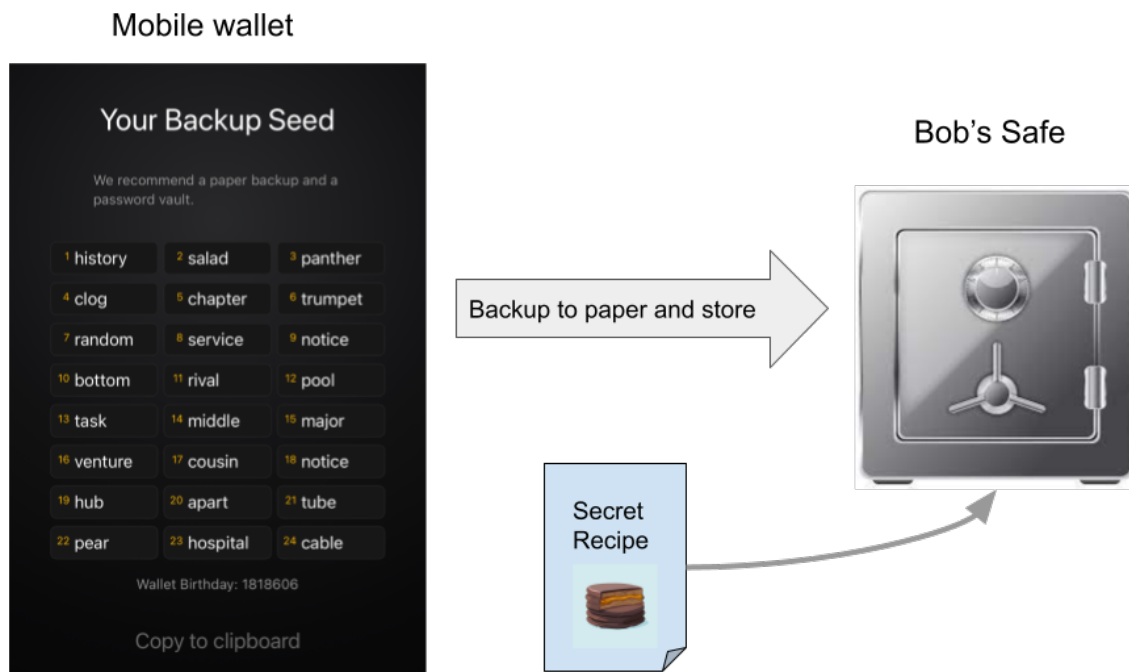 Mobile wallet
Your Backup Seed
We recommend a paper backup and a
password vault.
1 history 2 salad 3 panther
4 clog 5 chapter 6 trumpet
7 random 8 service 9 notice
10 bottom 11 rival 12 pool
13 task 14 middle 15 major
16 venture 17 cousin 18 notice
19 hub 20 apart 21 tube
22 pear 23 hospital 24 cable
Wallet Birthday: 1818606
Copy to clipboard
Backup to paper and store
Bob's Safe
Secret
Recipe